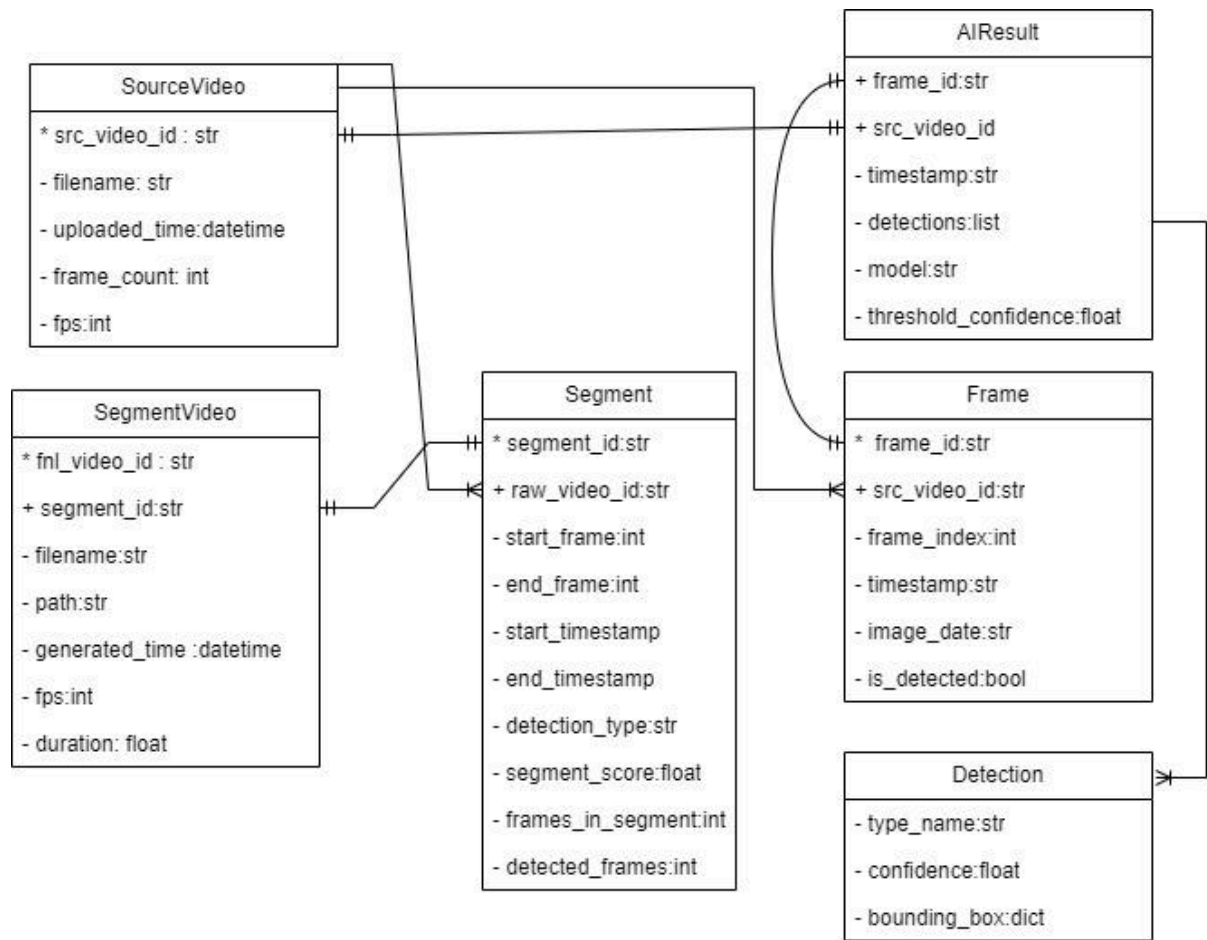 SourceVideo
* src_video_id : str
- filename: str
- uploaded_time:datetime
- frame_count: int
- fps:int
SegmentVideo
* fnl_video_id : str
+ segment_id:str
- filename:str
- path:str
- generated_time :datetime
- fps:int
- duration: float
Segment
* segment_id:str
+ raw_video_id:str
- start_frame:int
- end_frame:int
- start_timestamp
- end_timestamp
- detection_type:str
- segment_score:float
- frames_in_segment:int
- detected_frames:int
AIResult
+ frame_id:str
+ src_video_id
- timestamp:str
- detections:list
- model:str
- threshold_confidence:float
Frame
* frame_id:str
+ src_video_id:str
- frame_index:int
- timestamp:str
- image_date:str
- is_detected:bool
Detection
- type_name:str
- confidence:float
- bounding_box:dict